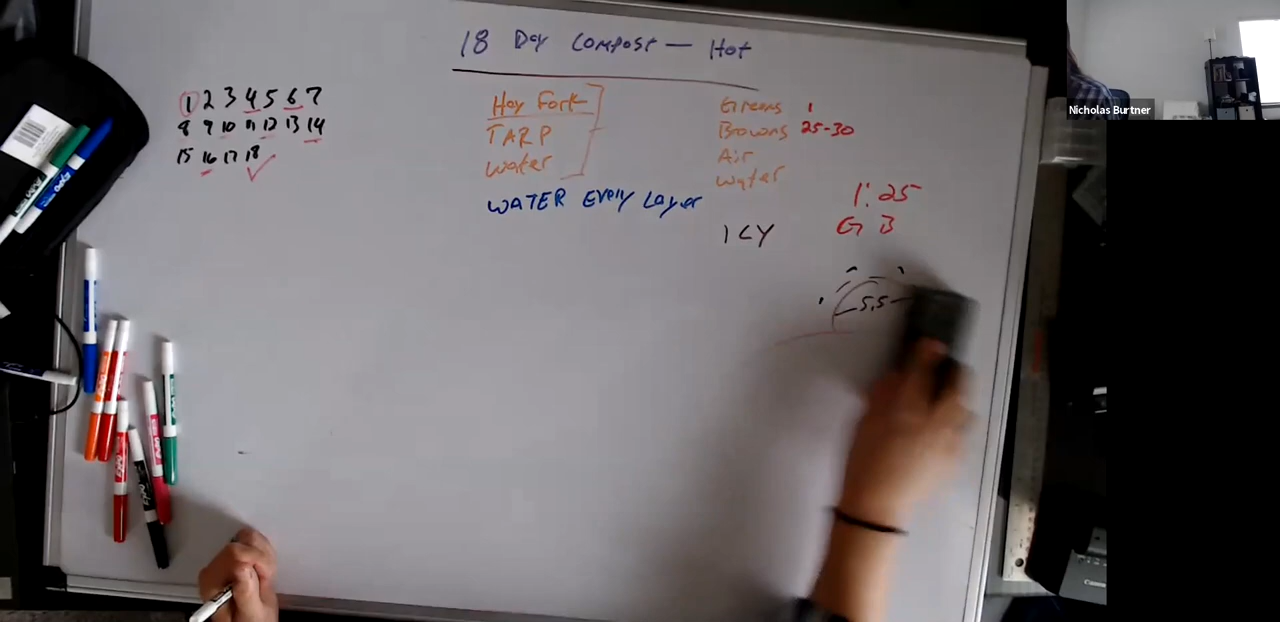 18 Day Compost — Hot
1 2 3 4 5 6 7
8 9 10 11 12 13 14
15 16 17 18 ✓
Hay Fork
TARP
Water
WATER Every Layer
Greens 1
Browns 25-30
Air
Water
1:25
G B
1 CY
5.5
Nicholas Burtner